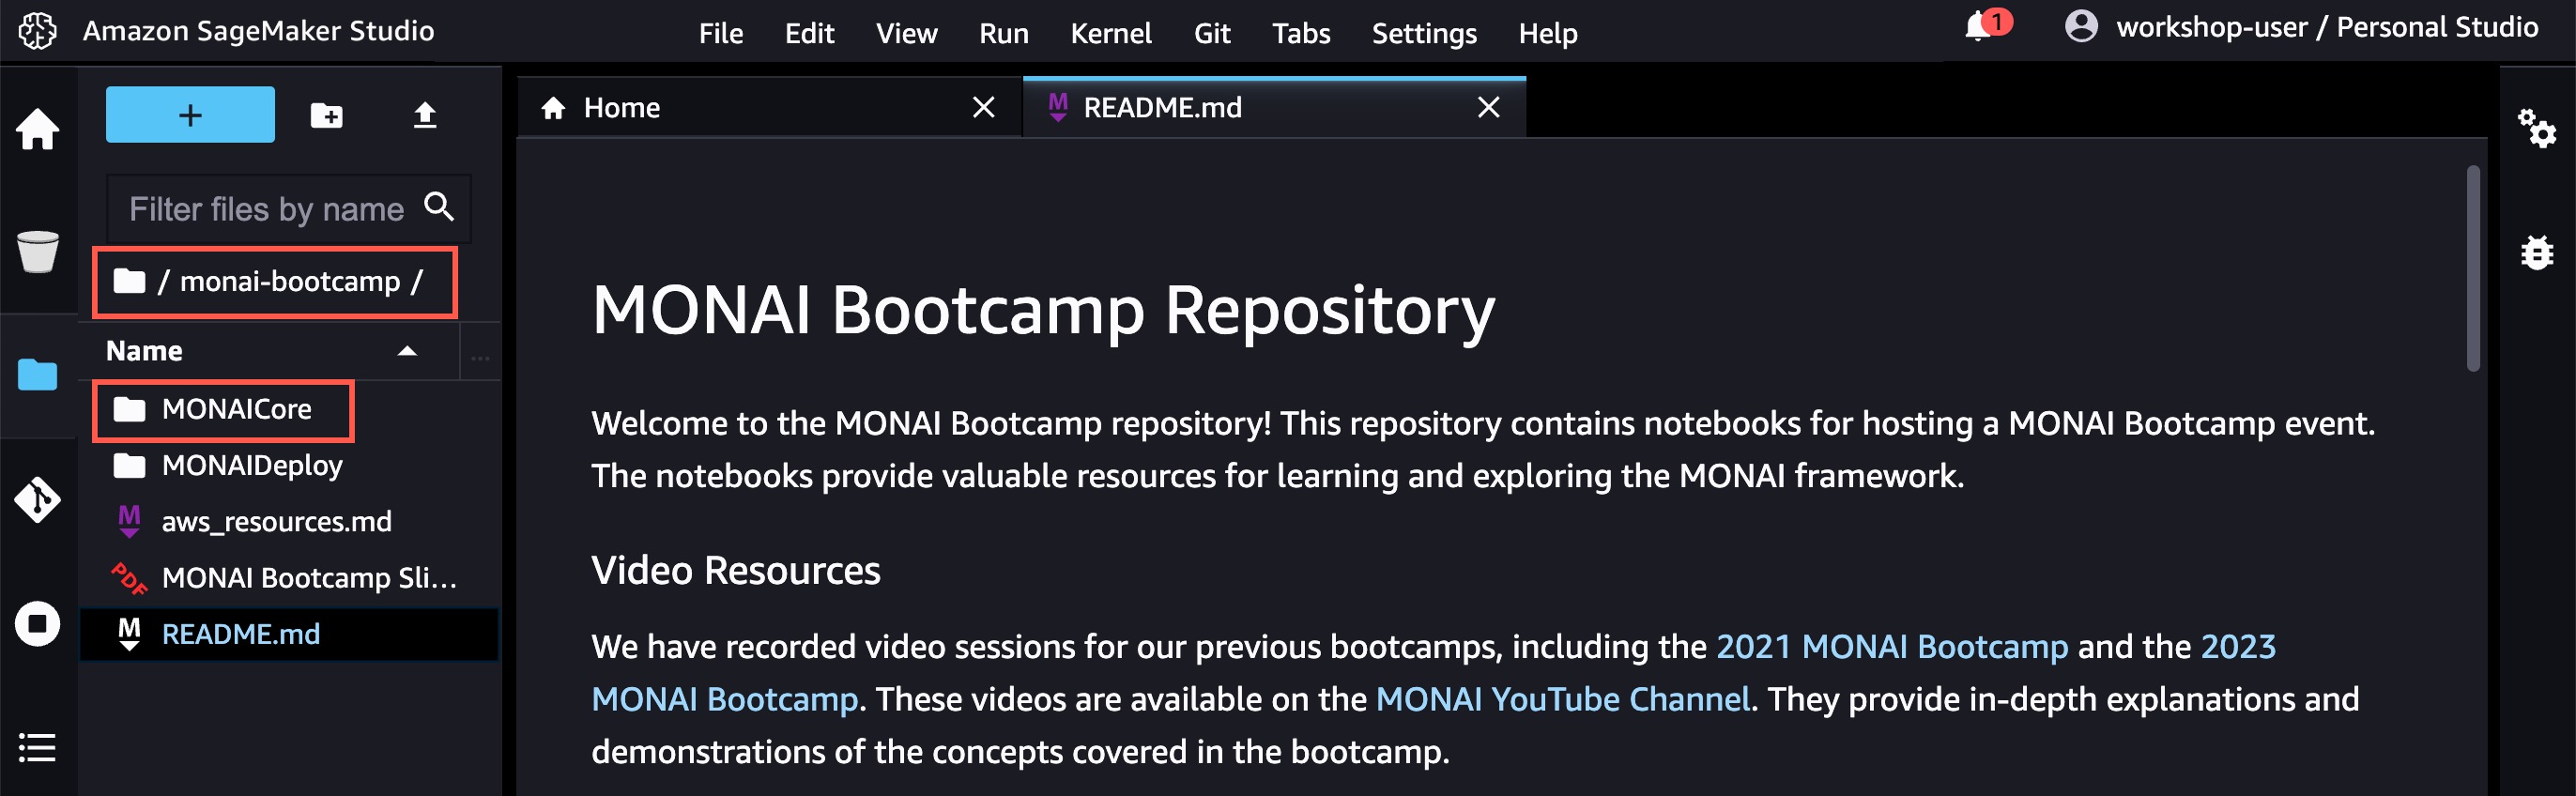 Amazon SageMaker Studio
File Edit View Run Kernel Git Tabs Settings Help
1
workshop-user / Personal Studio
+
Filter files by name
/ monai-bootcamp /
Name
...
MONAICore
MONAIDeploy
M aws_resources.md
PDF MONAI Bootcamp Sli...
M README.md
Home
M README.md
MONAI Bootcamp Repository
Welcome to the MONAI Bootcamp repository! This repository contains notebooks for hosting a MONAI Bootcamp event.
The notebooks provide valuable resources for learning and exploring the MONAI framework.
Video Resources
We have recorded video sessions for our previous bootcamps, including the 2021 MONAI Bootcamp and the 2023
MONAI Bootcamp. These videos are available on the MONAI YouTube Channel. They provide in-depth explanations and
demonstrations of the concepts covered in the bootcamp.